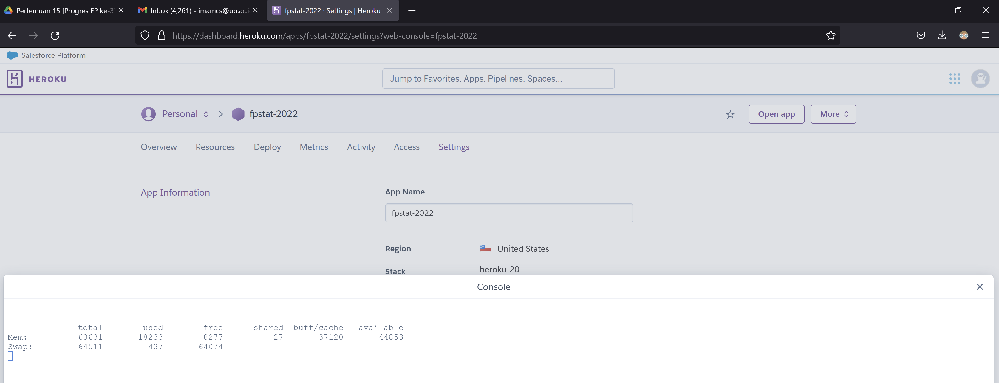 Pertemuan 15 [Progres FP ke-3]
Inbox (4,261) - imamcs@ub.ac.i
fpstat-2022 · Settings | Heroku
https://dashboard.heroku.com/apps/fpstat-2022/settings?web-console=fpstat-2022
Salesforce Platform
HEROKU
Jump to Favorites, Apps, Pipelines, Spaces...
Personal > fpstat-2022
Open app
More
Overview Resources Deploy Metrics Activity Access Settings
App Information
App Name
fpstat-2022
Region United States
Stack heroku-20
Console
total used free shared buff/cache available
Mem: 63631 18233 8277 27 37120 44853
Swap: 64511 437 64074